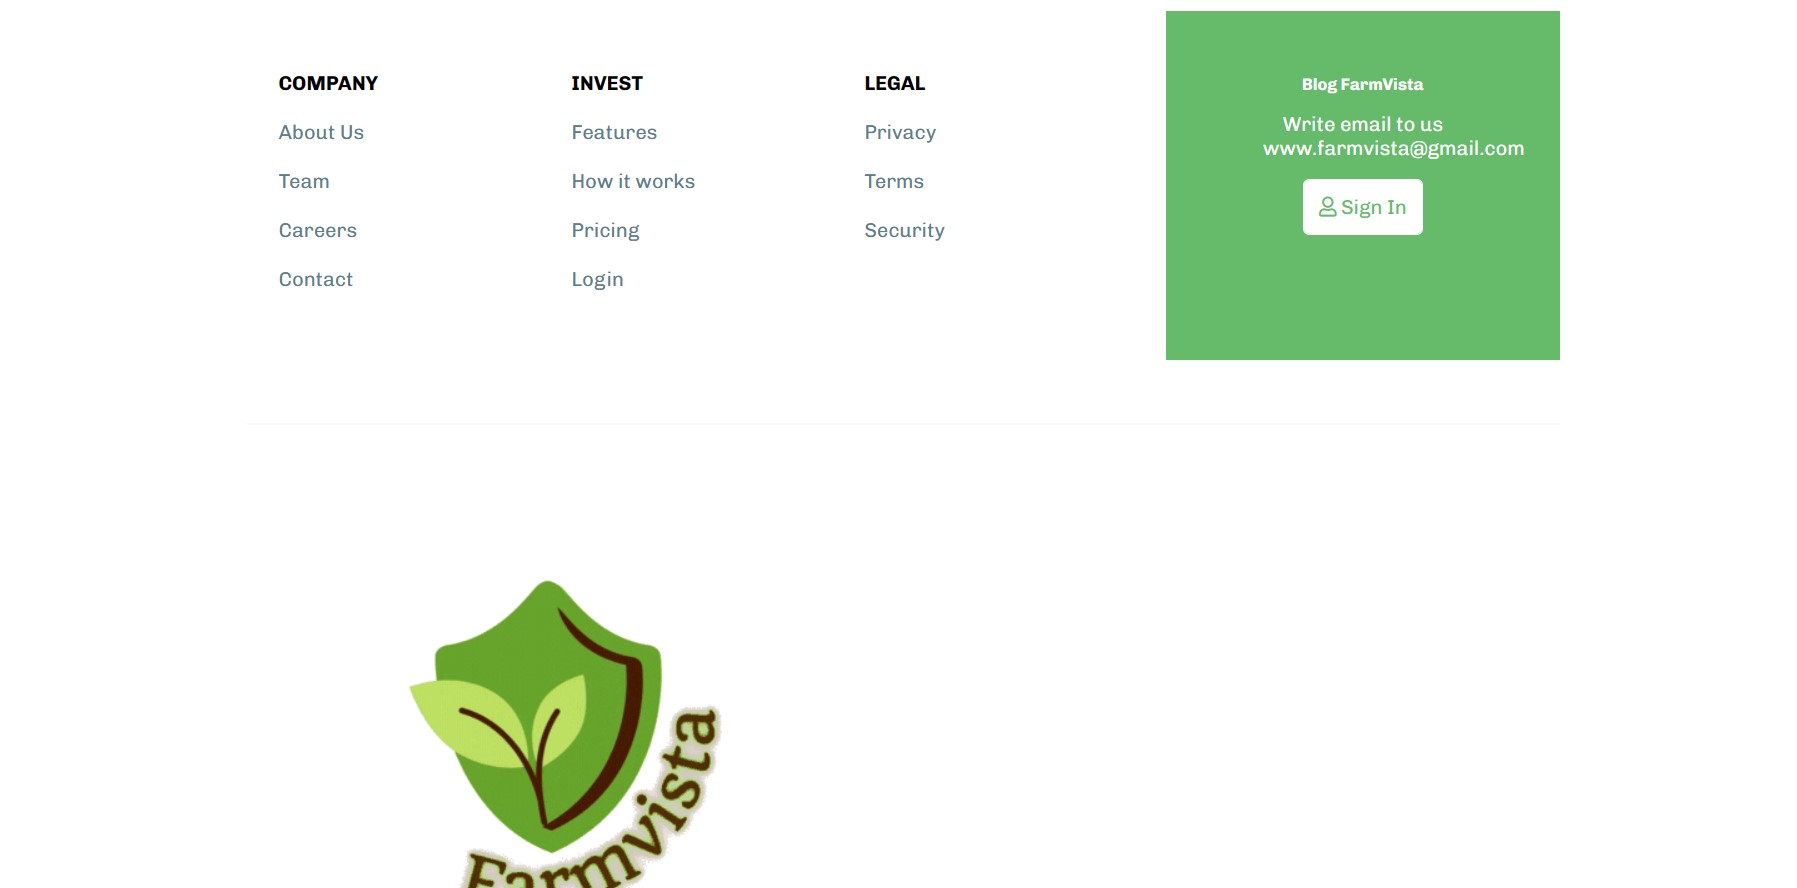 COMPANY
About Us
Team
Careers
Contact
INVEST
Features
How it works
Pricing
Login
LEGAL
Privacy
Terms
Security
Blog FarmVista
Write email to us
www.farmvista@gmail.com
Sign In
Farmvista